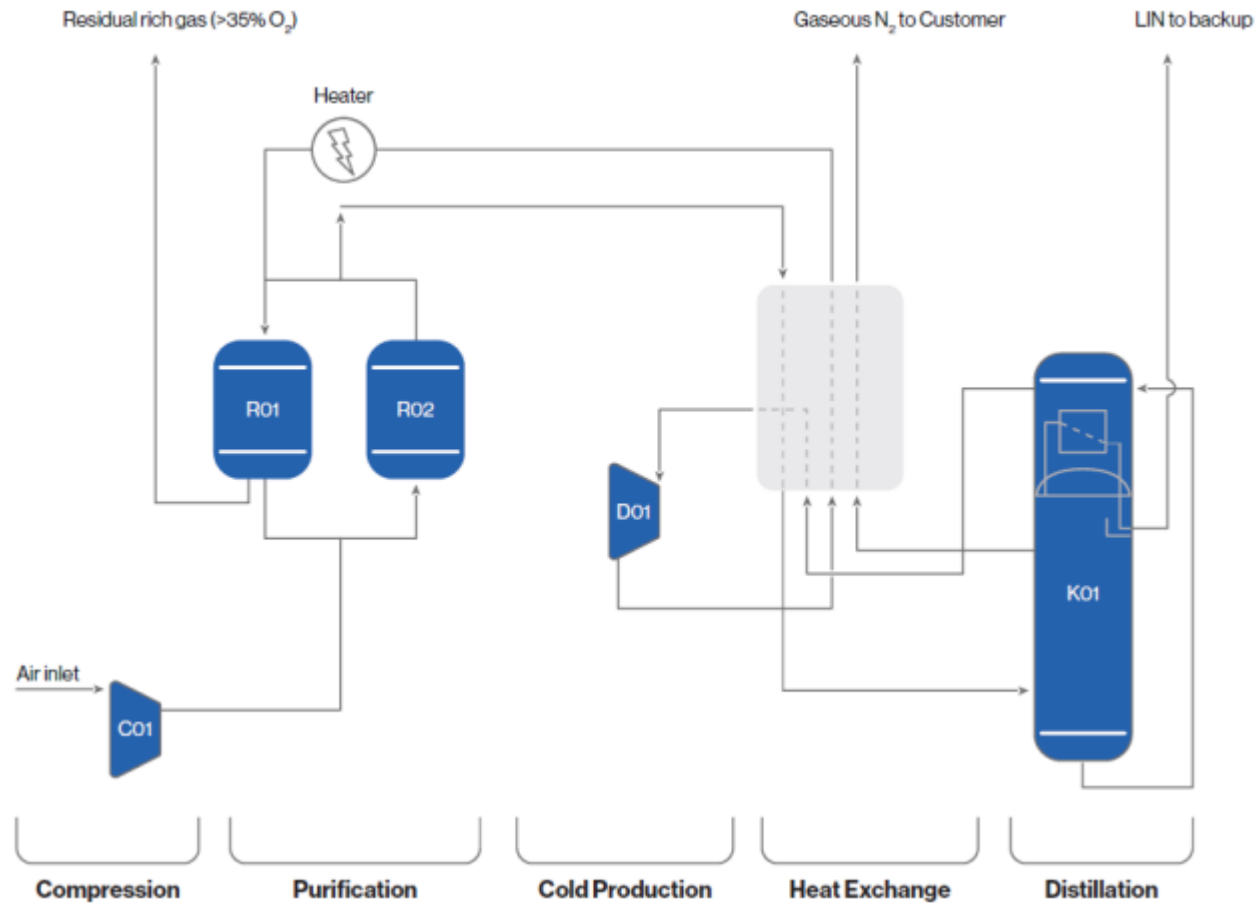 Residual rich gas (>35% O₂)
Gaseous N₂ to Customer
LIN to backup
Heater
R01
R02
D01
K01
Air inlet
C01
Compression
Purification
Cold Production
Heat Exchange
Distillation